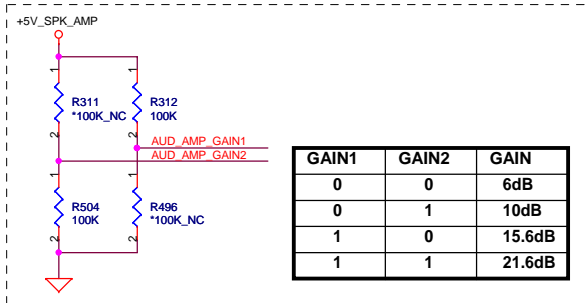 +5V_SPK_AMP
1 1
R311 R312
*100K_NC 100K
2 2
AUD_AMP_GAIN1
AUD_AMP_GAIN2
1 1
R504 R496
100K *100K_NC
2 2
GAIN1 GAIN2 GAIN
0 0 6dB
0 1 10dB
1 0 15.6dB
1 1 21.6dB